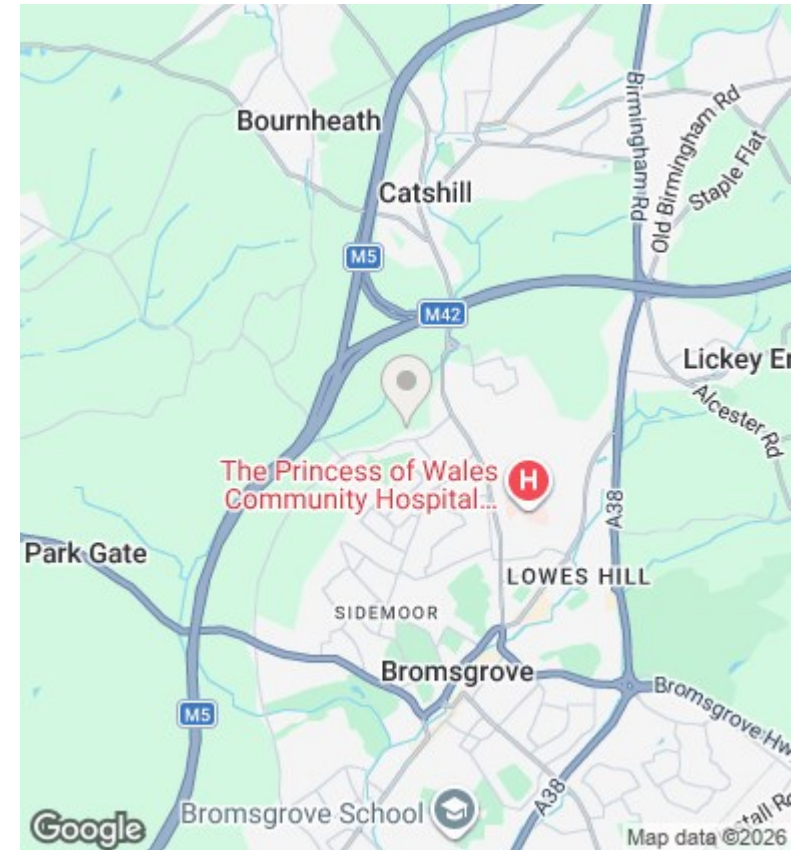 Bournheath
Catshill
Birmingham Rd
Old Birmingham Rd
Staple Flat
M5
M42
Lickey En
Alcester Rd
The Princess of Wales
Community Hospital...
H
A38
Park Gate
LOWES HILL
SIDEMOOR
Bromsgrove
M5
Bromsgrove Hw
A38
Bromsgrove School
Google
Map data ©2026